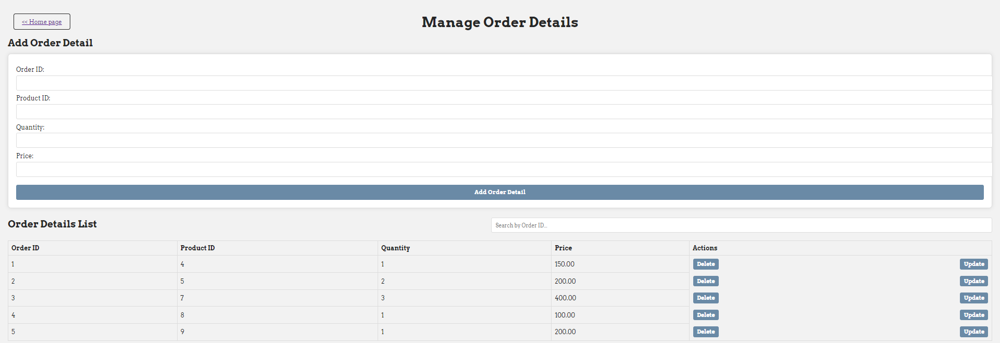 << Home page
Manage Order Details
Add Order Detail
Order ID:
Product ID:
Quantity:
Price:
Add Order Detail
Order Details List
Search by Order ID...
Order ID Product ID Quantity Price Actions
1 4 1 150.00 Delete Update
2 5 2 200.00 Delete Update
3 7 3 400.00 Delete Update
4 8 1 100.00 Delete Update
5 9 1 200.00 Delete Update